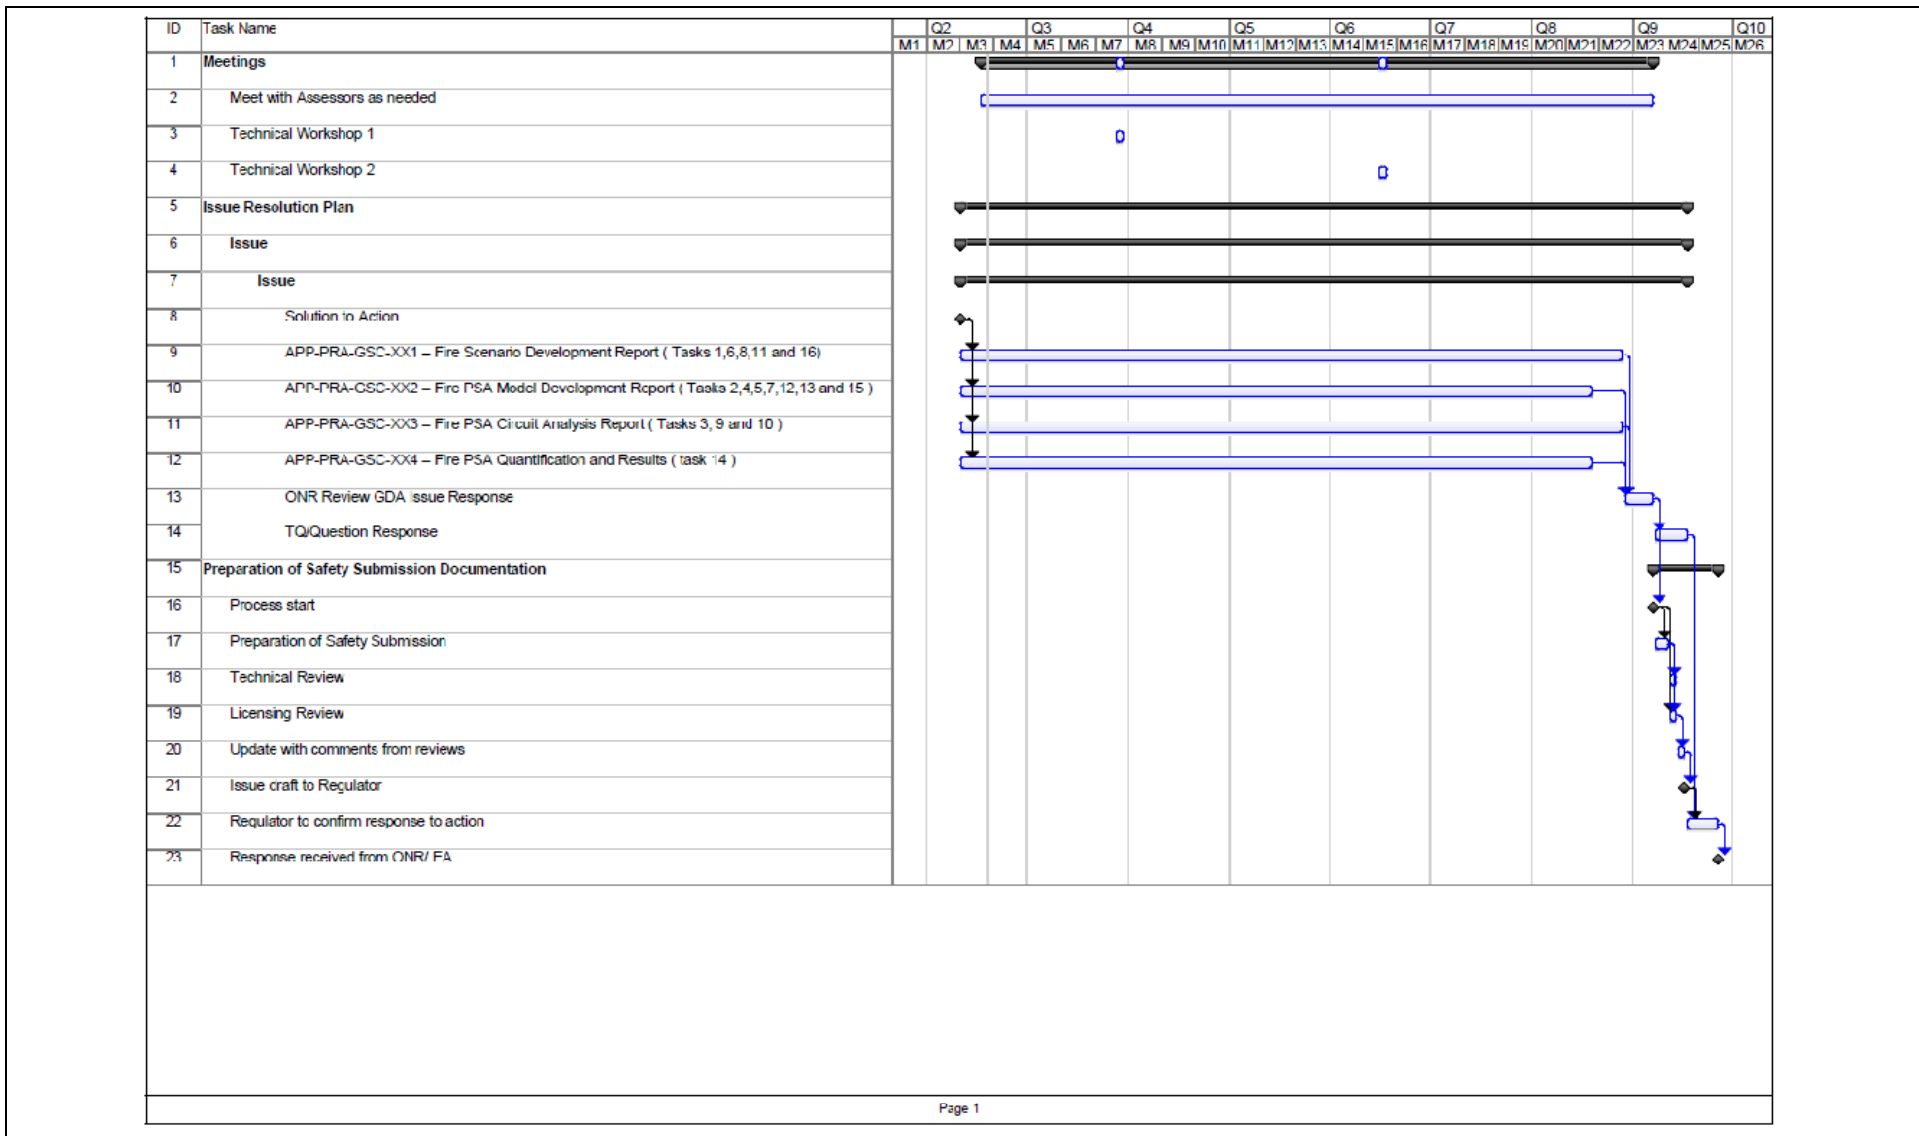 ID Task Name Q2 Q3 Q4 Q5 Q6 Q7 Q8 Q9 Q10
M1 M2 M3 M4 M5 M6 M7 M8 M9 M10 M11 M12 M13 M14 M15 M16 M17 M18 M19 M20 M21 M22 M23 M24 M25 M26
1 Meetings
2 Meet with Assessors as needed
3 Technical Workshop 1
4 Technical Workshop 2
5 Issue Resolution Plan
6 Issue
7 Issue
8 Solution to Action
9 APP-PRA-GSC-XX1 – Fire Scenario Development Report ( Tasks 1,6,8,11 and 16)
10 APP-PRA-GSC-XX2 – Fire PSA Model Development Report ( Tasks 2,4,5,7,12,13 and 15 )
11 APP-PRA-GSC-XX3 – Fire PSA Circuit Analysis Report ( Tasks 3, 9 and 10 )
12 APP-PRA-GSC-XX4 – Fire PSA Quantification and Results ( task 14 )
13 ONR Review GDA Issue Response
14 TQ/Question Response
15 Preparation of Safety Submission Documentation
16 Process start
17 Preparation of Safety Submission
18 Technical Review
19 Licensing Review
20 Update with comments from reviews
21 Issue draft to Regulator
22 Regulator to confirm response to action
23 Response received from ONR/ EA
Page 1